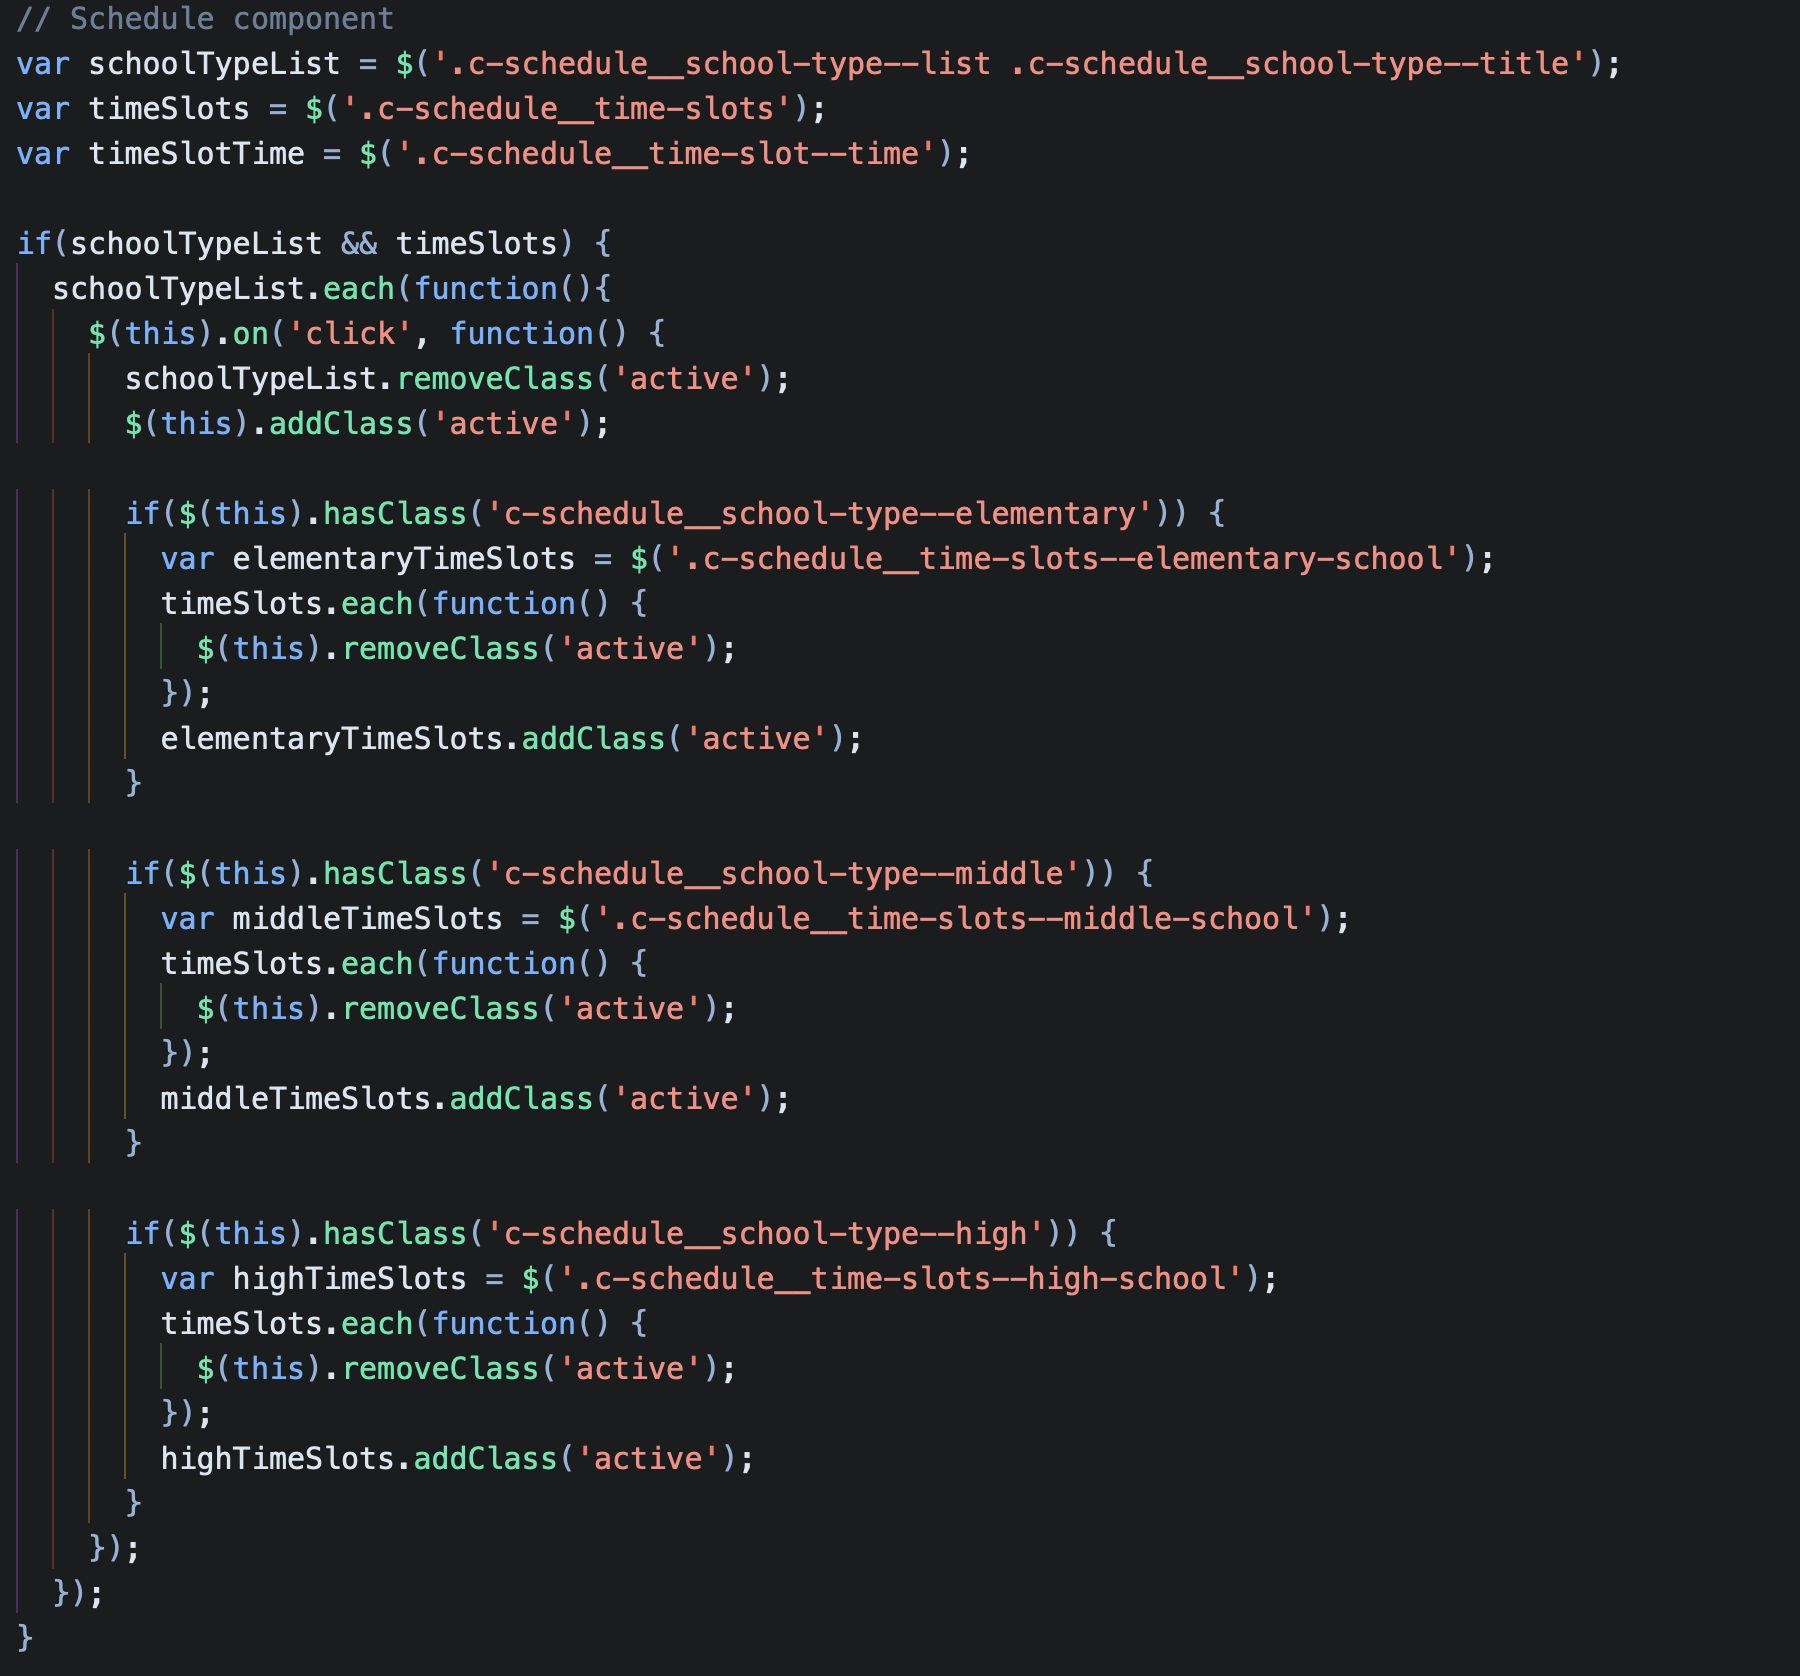 // Schedule component
var schoolTypeList = $('.c-schedule__school-type--list .c-schedule__school-type--title');
var timeSlots = $('.c-schedule__time-slots');
var timeSlotTime = $('.c-schedule__time-slot--time');

if(schoolTypeList && timeSlots) {
  schoolTypeList.each(function(){
    $(this).on('click', function() {
      schoolTypeList.removeClass('active');
      $(this).addClass('active');

      if($(this).hasClass('c-schedule__school-type--elementary')) {
        var elementaryTimeSlots = $('.c-schedule__time-slots--elementary-school');
        timeSlots.each(function() {
          $(this).removeClass('active');
        });
        elementaryTimeSlots.addClass('active');
      }

      if($(this).hasClass('c-schedule__school-type--middle')) {
        var middleTimeSlots = $('.c-schedule__time-slots--middle-school');
        timeSlots.each(function() {
          $(this).removeClass('active');
        });
        middleTimeSlots.addClass('active');
      }

      if($(this).hasClass('c-schedule__school-type--high')) {
        var highTimeSlots = $('.c-schedule__time-slots--high-school');
        timeSlots.each(function() {
          $(this).removeClass('active');
        });
        highTimeSlots.addClass('active');
      }
    });
  });
}